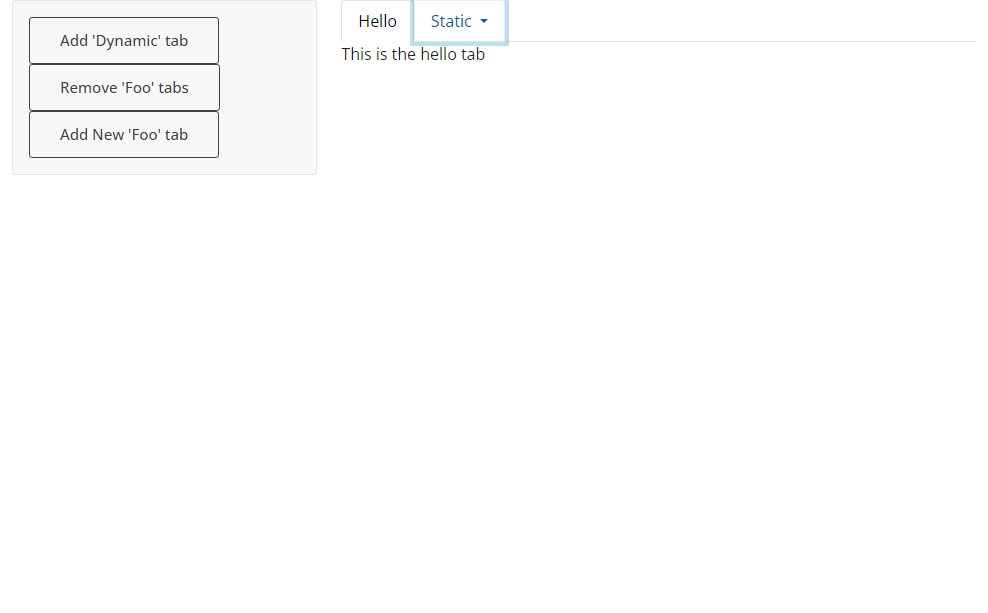 Add 'Dynamic' tab
Remove 'Foo' tabs
Add New 'Foo' tab
Hello
Static
This is the hello tab